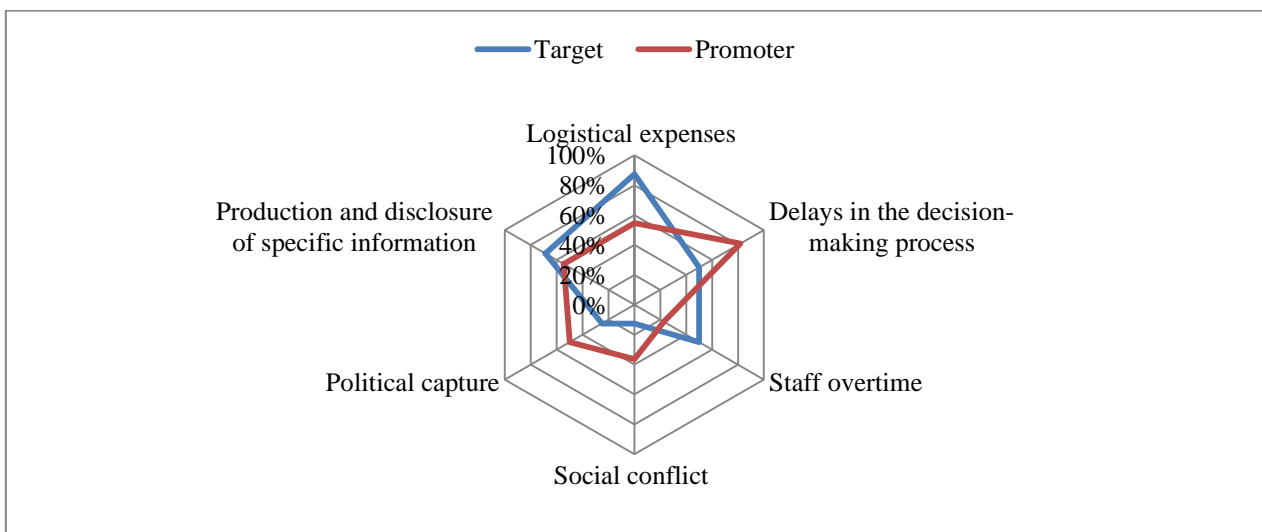 Target
Promoter
Logistical expenses
100%
80%
60%
40%
20%
0%
Delays in the decision-
making process
Staff overtime
Social conflict
Political capture
Production and disclosure
of specific information